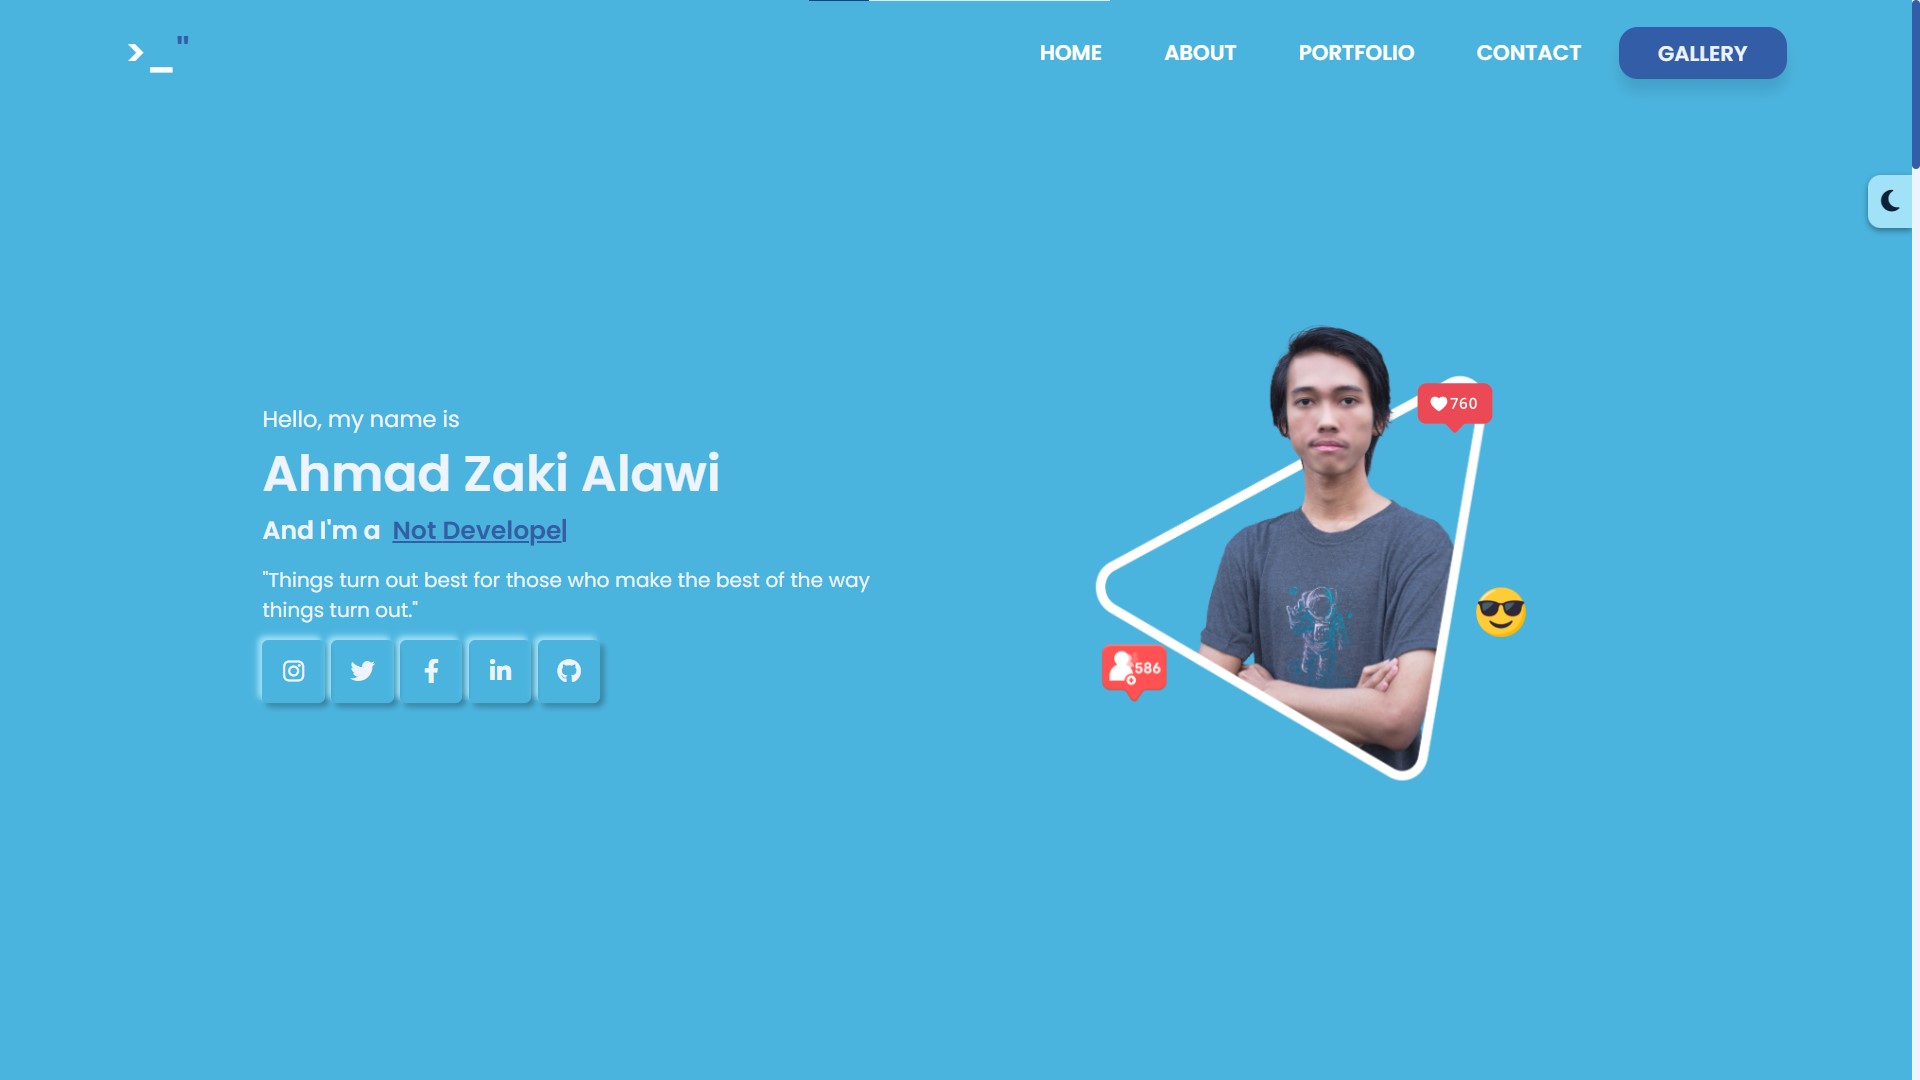 >_"
HOME
ABOUT
PORTFOLIO
CONTACT
GALLERY
Hello, my name is
Ahmad Zaki Alawi
And I'm a Not Develope|
"Things turn out best for those who make the best of the way
things turn out."
760
586